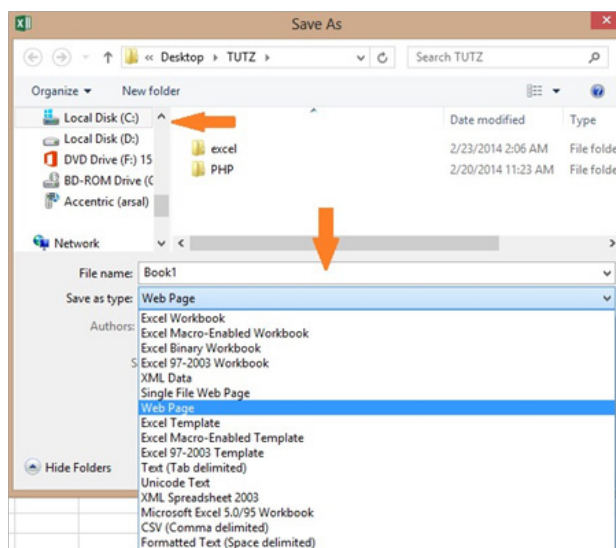 Save As
« Desktop › TUTZ ›
Search TUTZ
Organize
New folder
Local Disk (C:)
Local Disk (D:)
DVD Drive (F:) 15
BD-ROM Drive (C
Accentric (arsal)
Network
Date modified
Type
excel
2/23/2014 2:06 AM
File folde
PHP
2/20/2014 11:23 AM
File folde
File name:
Book1
Save as type:
Web Page
Authors:
S
Excel Workbook
Excel Macro-Enabled Workbook
Excel Binary Workbook
Excel 97-2003 Workbook
XML Data
Single File Web Page
Web Page
Excel Template
Excel Macro-Enabled Template
Excel 97-2003 Template
Text (Tab delimited)
Unicode Text
XML Spreadsheet 2003
Microsoft Excel 5.0/95 Workbook
CSV (Comma delimited)
Formatted Text (Space delimited)
Hide Folders